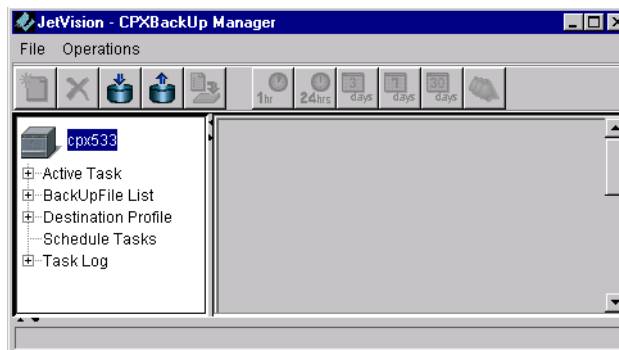 JetVision - CPXBackUp Manager
File Operations
1hr 24hrs 3 days 7 days 30 days
cpx533
Active Task
BackUpFile List
Destination Profile
Schedule Tasks
Task Log